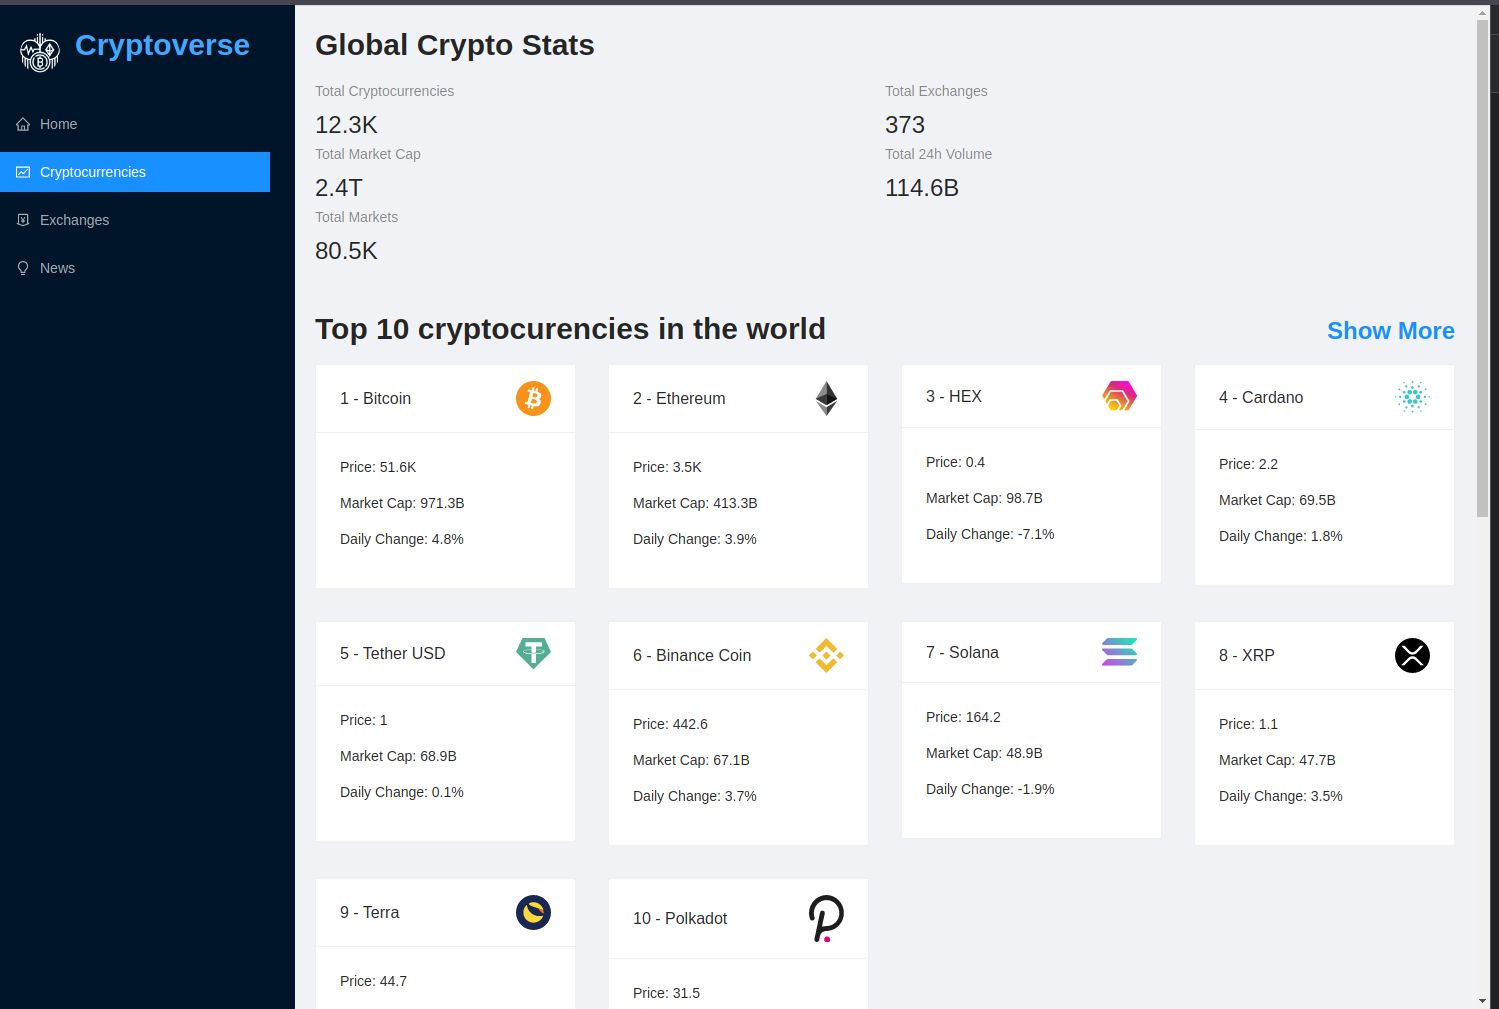 Cryptoverse
Home
Cryptocurrencies
Exchanges
News
Global Crypto Stats
Total Cryptocurrencies
12.3K
Total Exchanges
373
Total Market Cap
2.4T
Total 24h Volume
114.6B
Total Markets
80.5K
Top 10 cryptocurencies in the world
Show More
1 - Bitcoin
Price: 51.6K
Market Cap: 971.3B
Daily Change: 4.8%
2 - Ethereum
Price: 3.5K
Market Cap: 413.3B
Daily Change: 3.9%
3 - HEX
Price: 0.4
Market Cap: 98.7B
Daily Change: -7.1%
4 - Cardano
Price: 2.2
Market Cap: 69.5B
Daily Change: 1.8%
5 - Tether USD
Price: 1
Market Cap: 68.9B
Daily Change: 0.1%
6 - Binance Coin
Price: 442.6
Market Cap: 67.1B
Daily Change: 3.7%
7 - Solana
Price: 164.2
Market Cap: 48.9B
Daily Change: -1.9%
8 - XRP
Price: 1.1
Market Cap: 47.7B
Daily Change: 3.5%
9 - Terra
Price: 44.7
10 - Polkadot
Price: 31.5